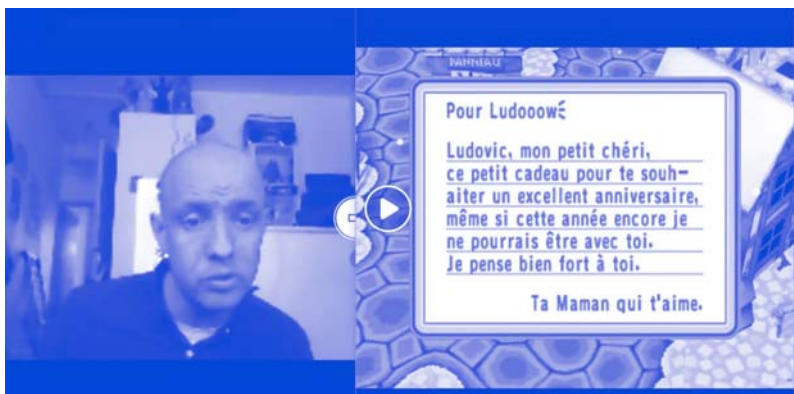 PANNEAU
Pour Ludooow
Ludovic, mon petit chéri,
ce petit cadeau pour te souh-
aiter un excellent anniversaire,
même si cette année encore je
ne pourrais être avec toi.
Je pense bien fort à toi.
Ta Maman qui t'aime.